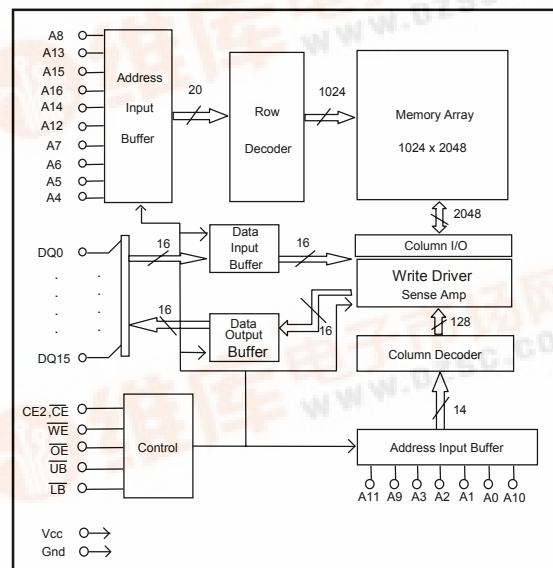 A8
A13
A15
A16
A14
A12
A7
A6
A5
A4
Address
Input
Buffer
20
Row
Decoder
1024
Memory Array
1024 x 2048
2048
Column I/O
Write Driver
Sense Amp
128
Column Decoder
14
Address Input Buffer
A11 A9 A3 A2 A1 A0 A10
DQ0
DQ15
16
Data
Input
Buffer
16
16
Data
Output
Buffer
16
CE2,CE
WE
OE
UB
LB
Control
Vcc
Gnd